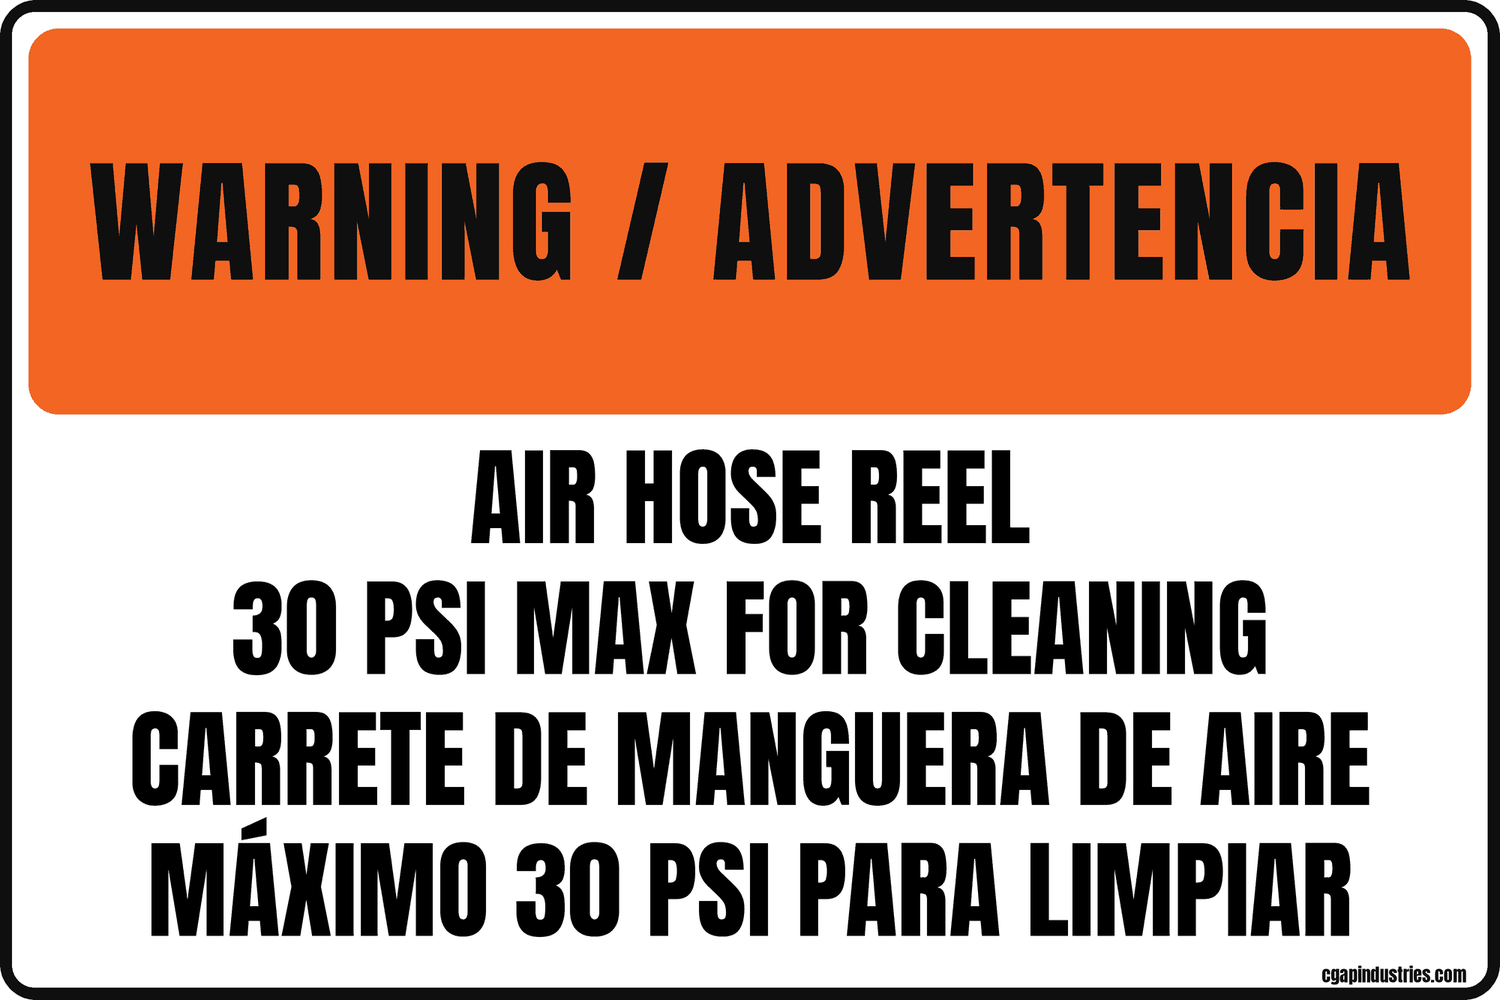 WARNING / ADVERTENCIA
AIR HOSE REEL
30 PSI MAX FOR CLEANING
CARRETE DE MANGUERA DE AIRE
MÁXIMO 30 PSI PARA LIMPIAR
cgapindustries.com